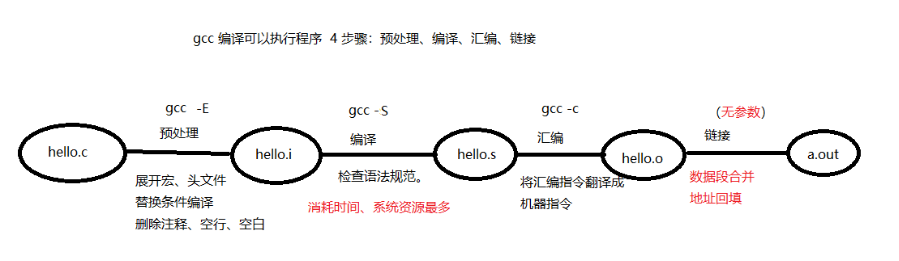 gcc 编译可以执行程序 4 步骤：预处理、编译、汇编、链接
gcc -E
预处理
gcc -S
编译
gcc -c
汇编
（无参数）
链接
hello.c
hello.i
hello.s
hello.o
a.out
展开宏、头文件
替换条件编译
删除注释、空行、空白
检查语法规范。
消耗时间、系统资源最多
将汇编指令翻译成
机器指令
数据段合并
地址回填